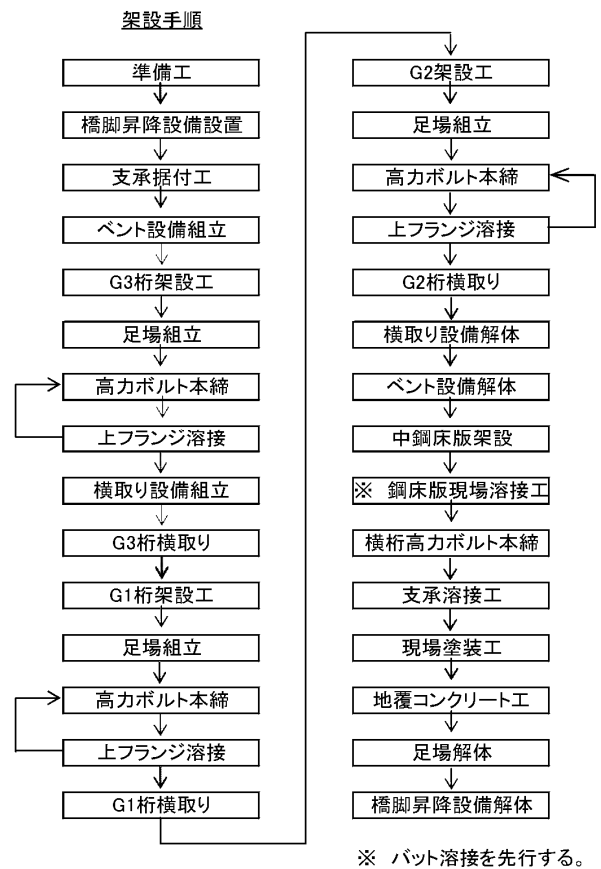 架設手順
準備工
橋脚昇降設備設置
支承据付工
ベント設備組立
G3桁架設工
足場組立
高力ボルト本締
上フランジ溶接
横取り設備組立
G3桁横取り
G1桁架設工
足場組立
高力ボルト本締
上フランジ溶接
G1桁横取り
G2架設工
足場組立
高力ボルト本締
上フランジ溶接
G2桁横取り
横取り設備解体
ベント設備解体
中鋼床版架設
※ 鋼床版現場溶接工
横桁高力ボルト本締
支承溶接工
現場塗装工
地覆コンクリート工
足場解体
橋脚昇降設備解体
※ バット溶接を先行する。